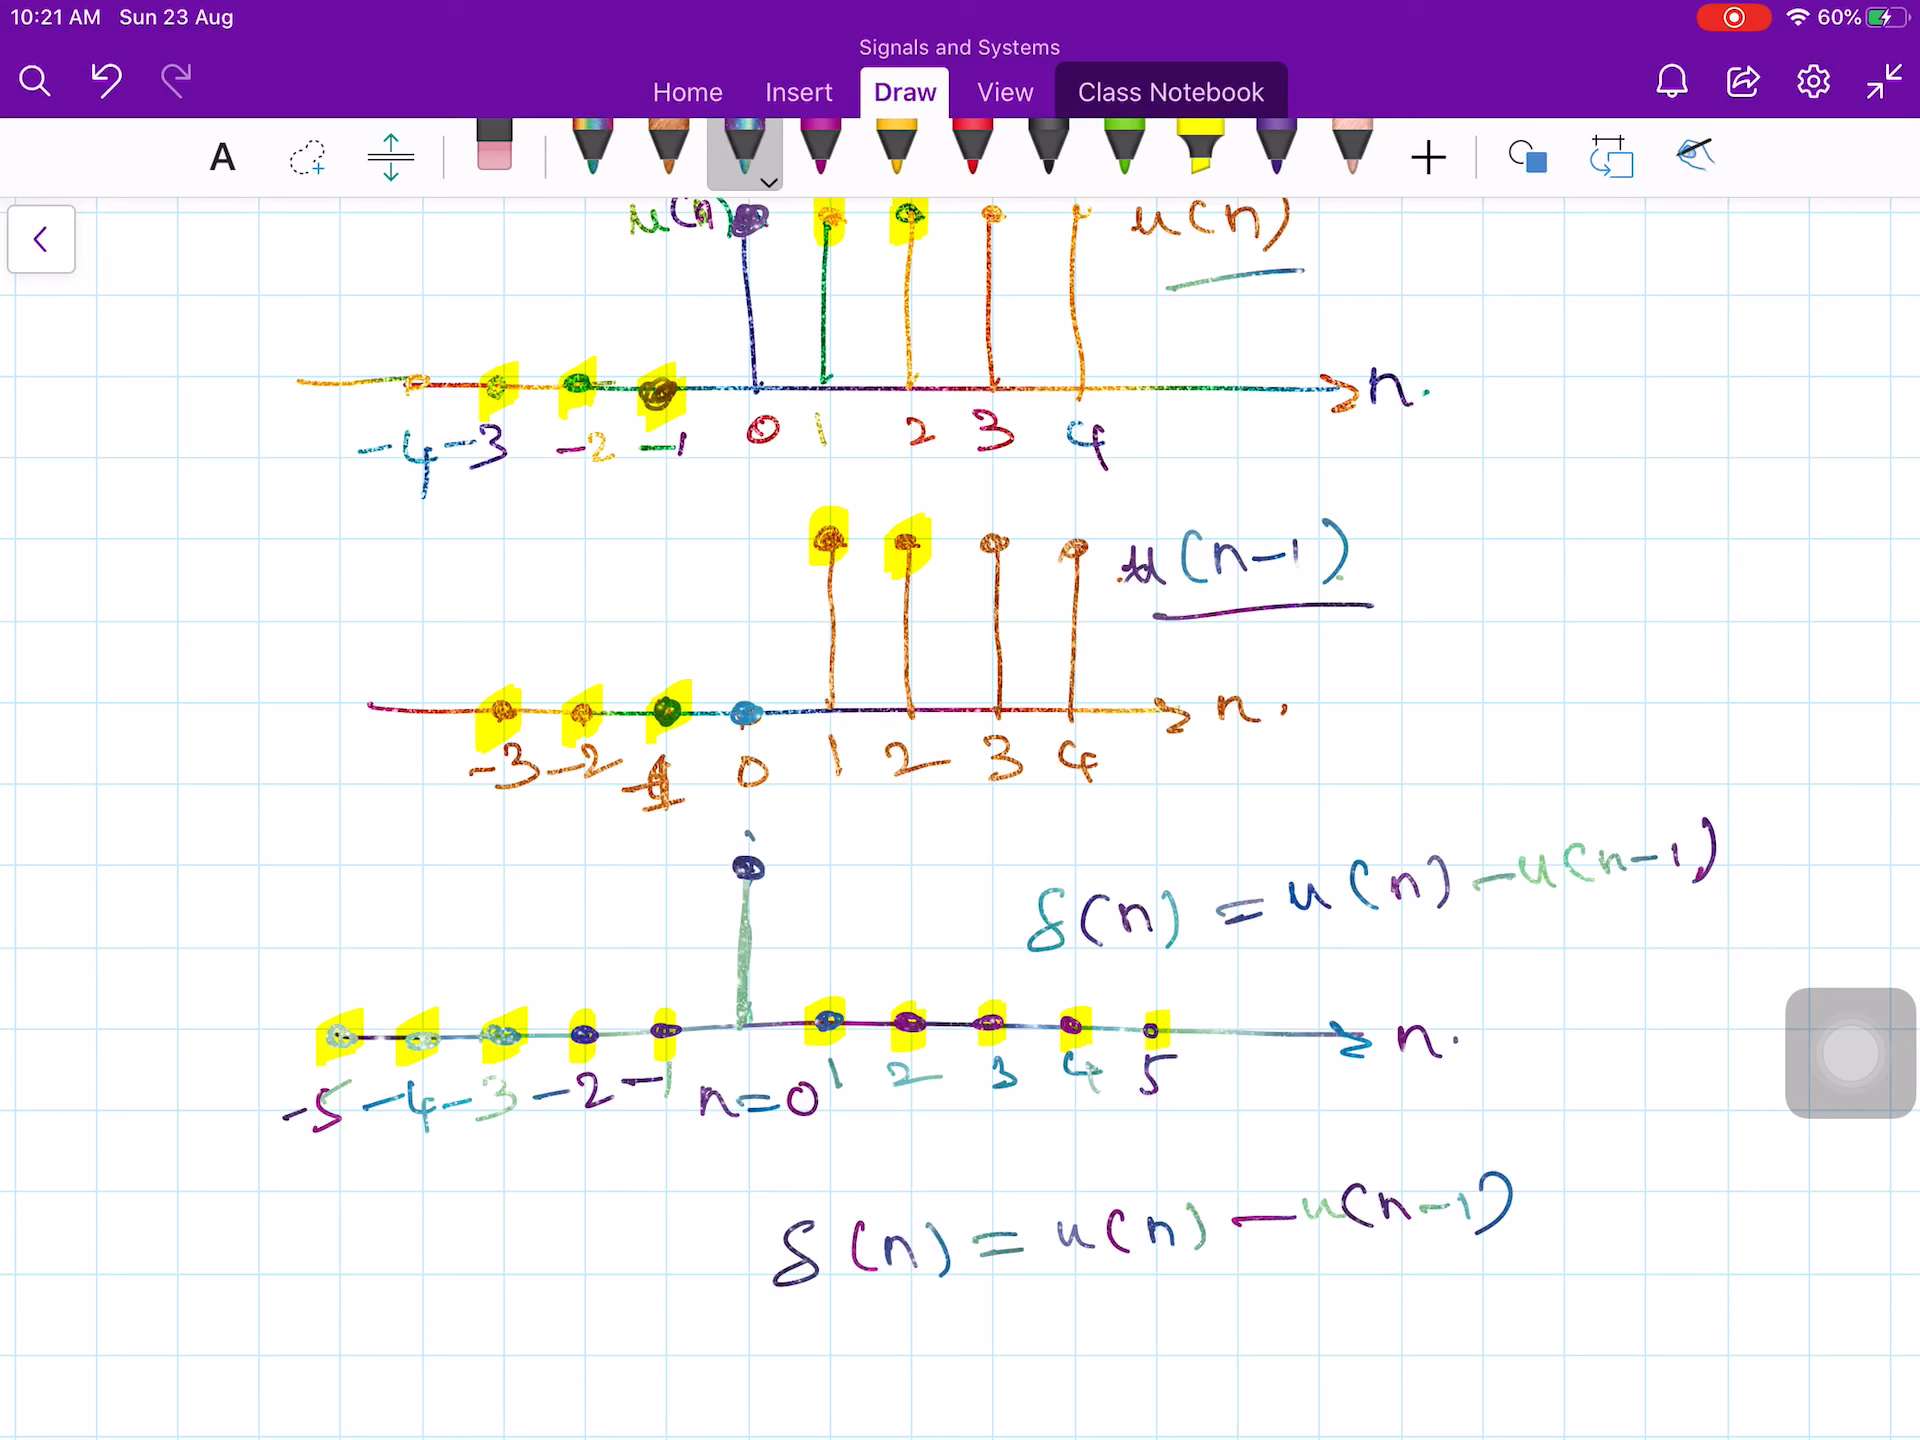 10:21 AM Sun 23 Aug
60%
Signals and Systems
Home Insert Draw View Class Notebook
A
u(n) u(n)
n.
-4 -3 -2 -1 0 1 2 3 4
u(n-1)
n.
-3 -2 -1 0 1 2 3 4
δ(n) = u(n) - u(n-1)
n.
-5 -4 -3 -2 -1 n=0 1 2 3 4 5
δ(n) = u(n) - u(n-1)